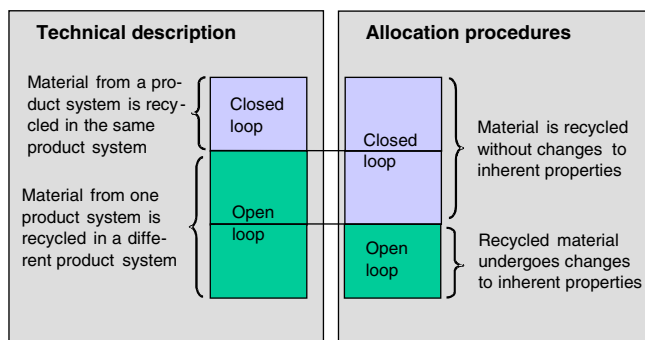 Technical description
Material from a pro-
duct system is recy-
cled in the same
product system
Closed
loop
Material from one
product system is
recycled in a diffe-
rent product system
Open
loop
Allocation procedures
Closed
loop
Material is recycled
without changes to
inherent properties
Open
loop
Recycled material
undergoes changes
to inherent properties